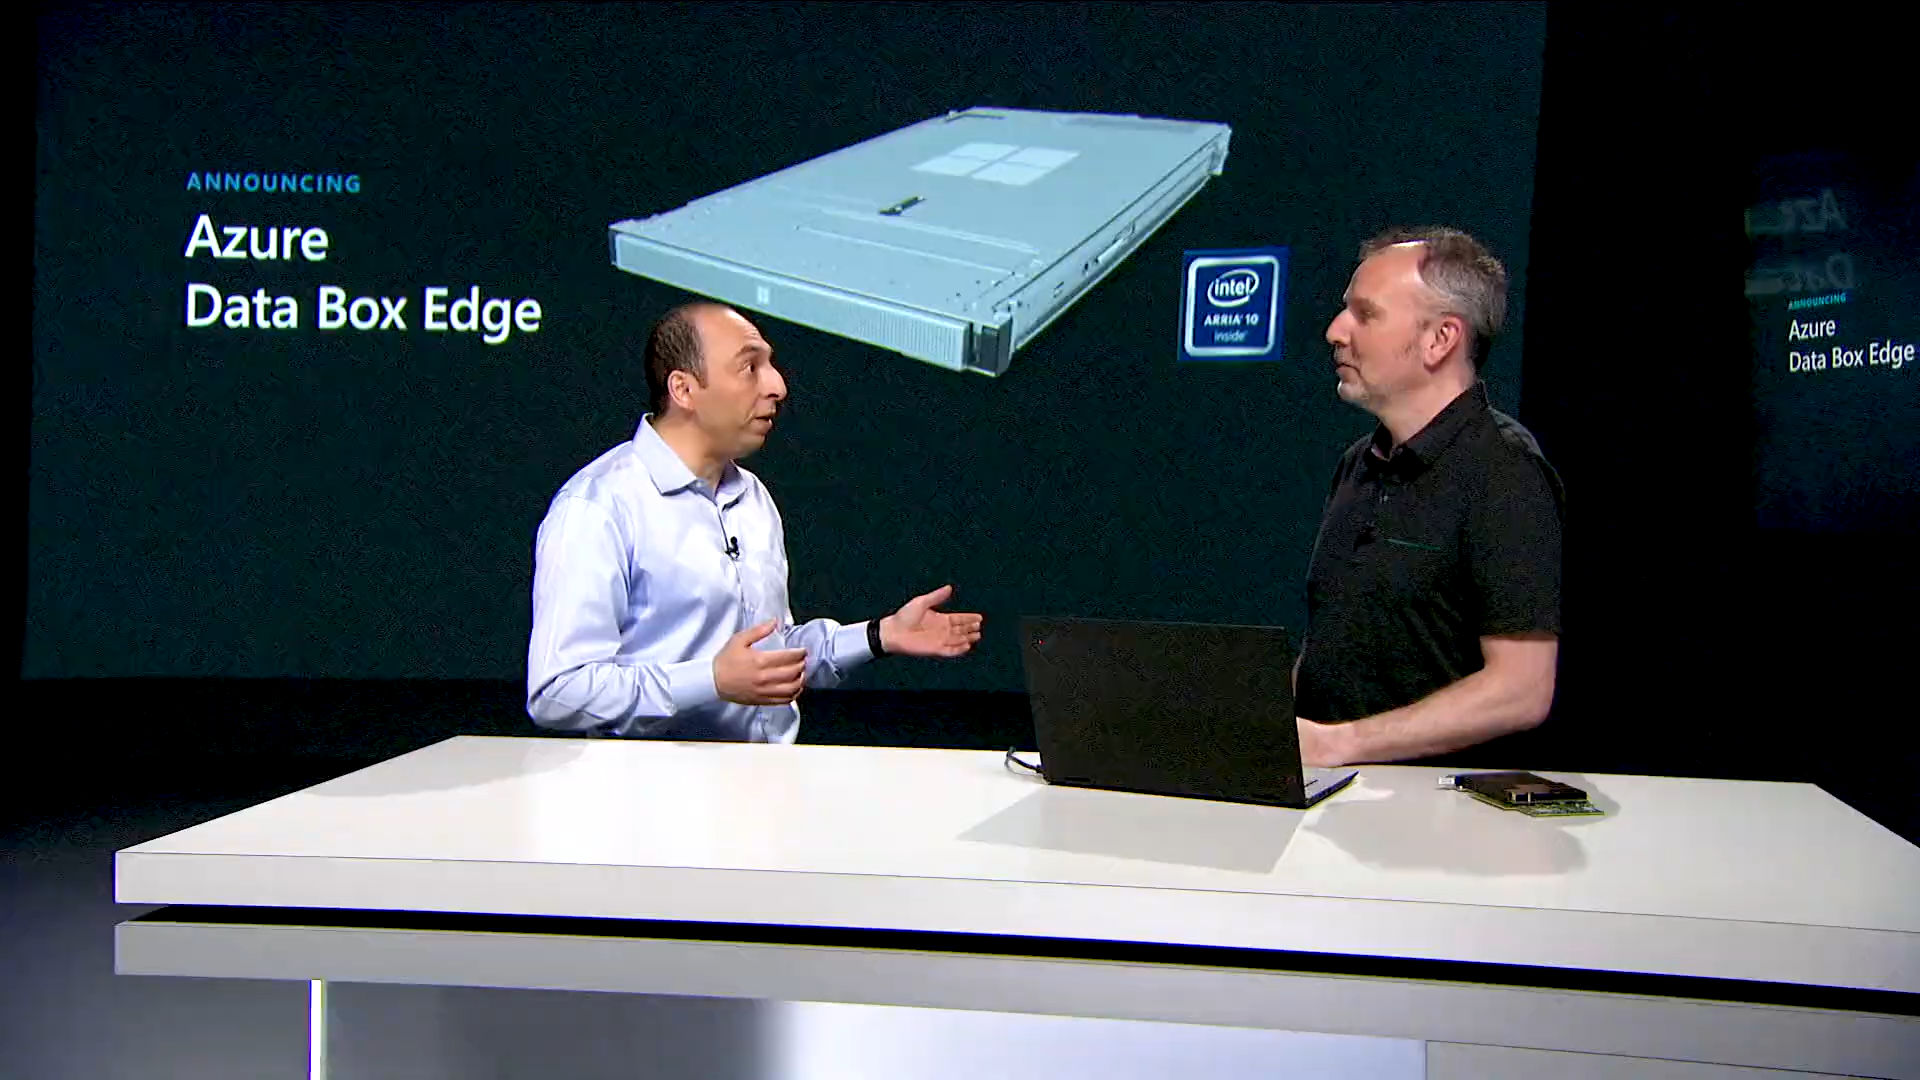 ANNOUNCING
Azure
Data Box Edge
intel
ARRIA 10
inside
ANNOUNCING
Azure
Data Box Edge